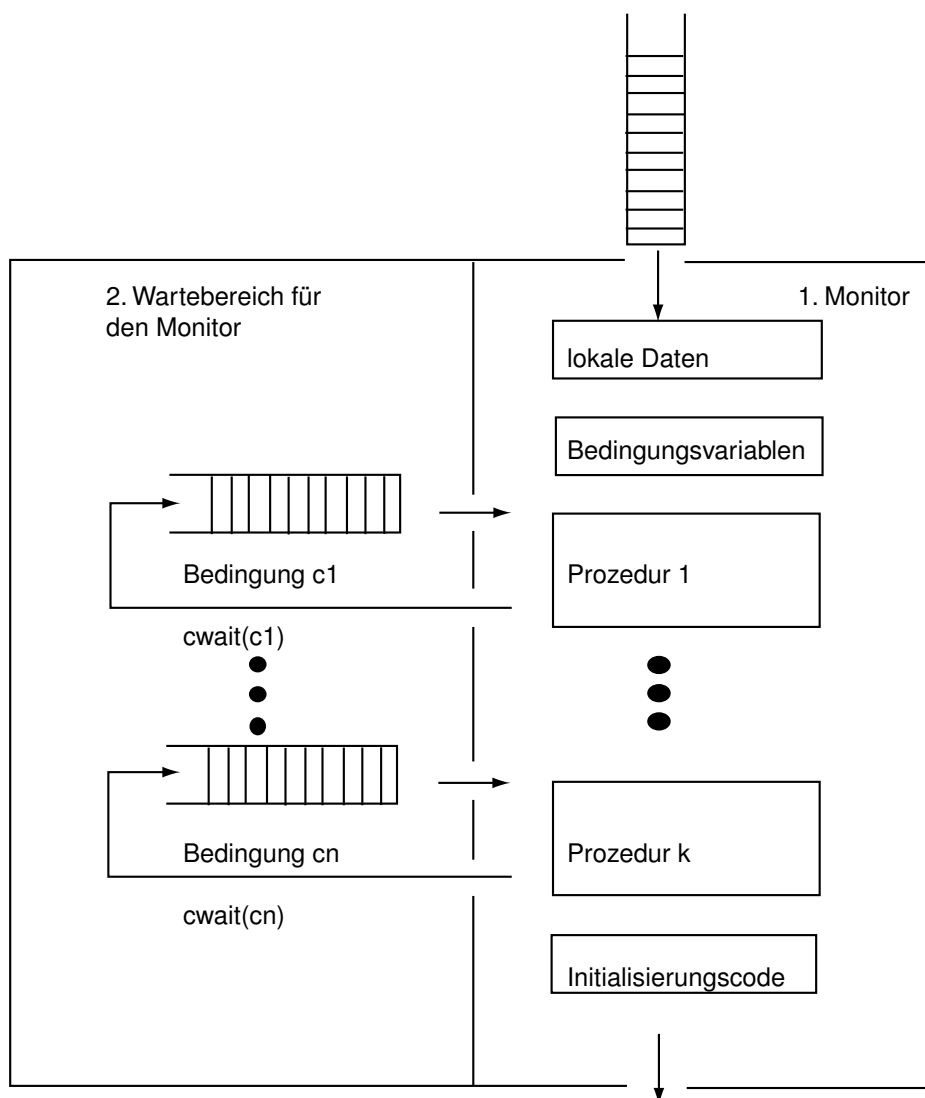 2. Wartebereich für
den Monitor
1. Monitor
lokale Daten
Bedingungsvariablen
Bedingung c1
Prozedur 1
cwait(c1)
Bedingung cn
Prozedur k
cwait(cn)
Initialisierungscode